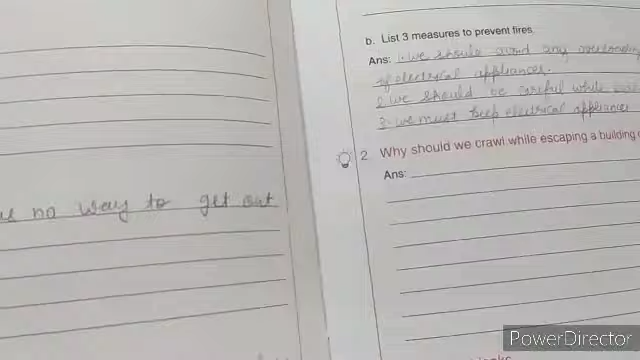 no way to get out
b. List 3 measures to prevent fires.
Ans: 1. we should avoid any overloading
of electrical appliances.
2 we should be careful while
3. we must keep electrical appliances
2. Why should we crawl while escaping a building
Ans:
PowerDirector